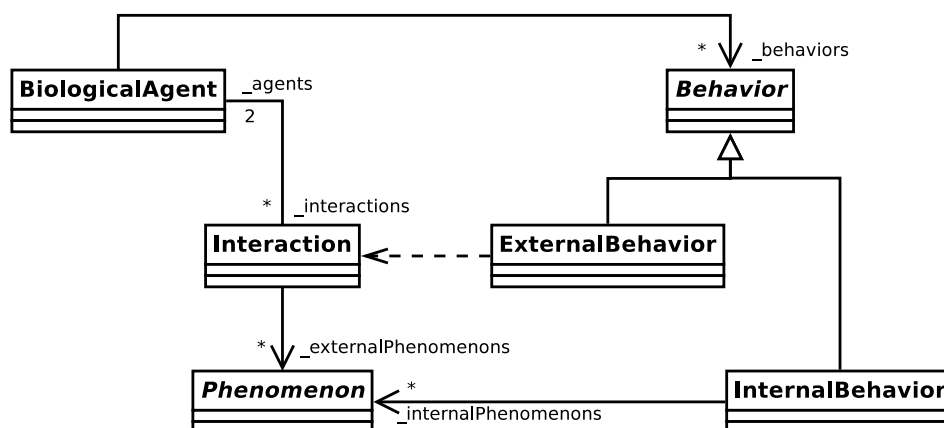 * _behaviors
BiologicalAgent
_agents
2
Behavior
* _interactions
Interaction
ExternalBehavior
* _externalPhenomenons
Phenomenon
*
_internalPhenomenons
InternalBehavior